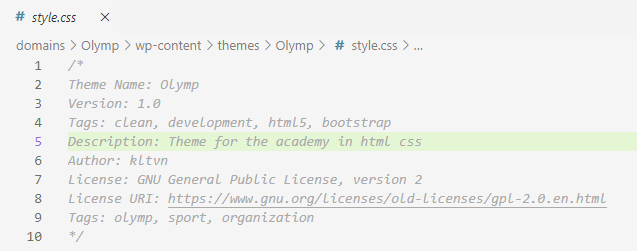 # style.css ×
domains > Olymp > wp-content > themes > Olymp > # style.css > ...
1 /*
2 Theme Name: Olymp
3 Version: 1.0
4 Tags: clean, development, html5, bootstrap
5 Description: Theme for the academy in html css
6 Author: kltvn
7 License: GNU General Public License, version 2
8 License URI: https://www.gnu.org/licenses/old-licenses/gpl-2.0.en.html
9 Tags: olymp, sport, organization
10 */